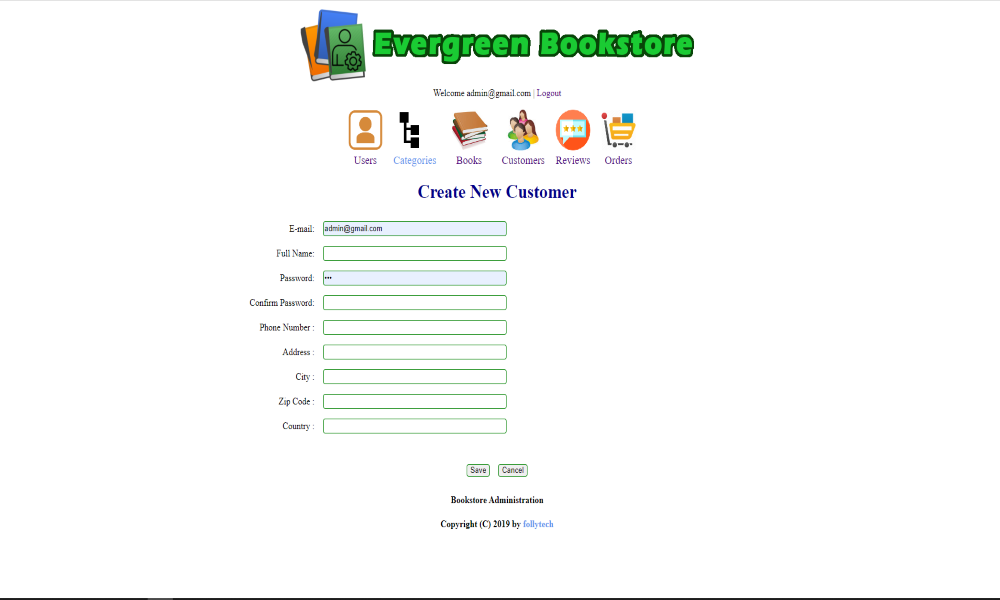 Evergreen Bookstore
Welcome admin@gmail.com | Logout
Users Categories Books Customers Reviews Orders
Create New Customer
E-mail: admin@gmail.com
Full Name:
Password: •••
Confirm Password:
Phone Number :
Address :
City :
Zip Code :
Country :
Save Cancel
Bookstore Administration
Copyright (C) 2019 by follytech